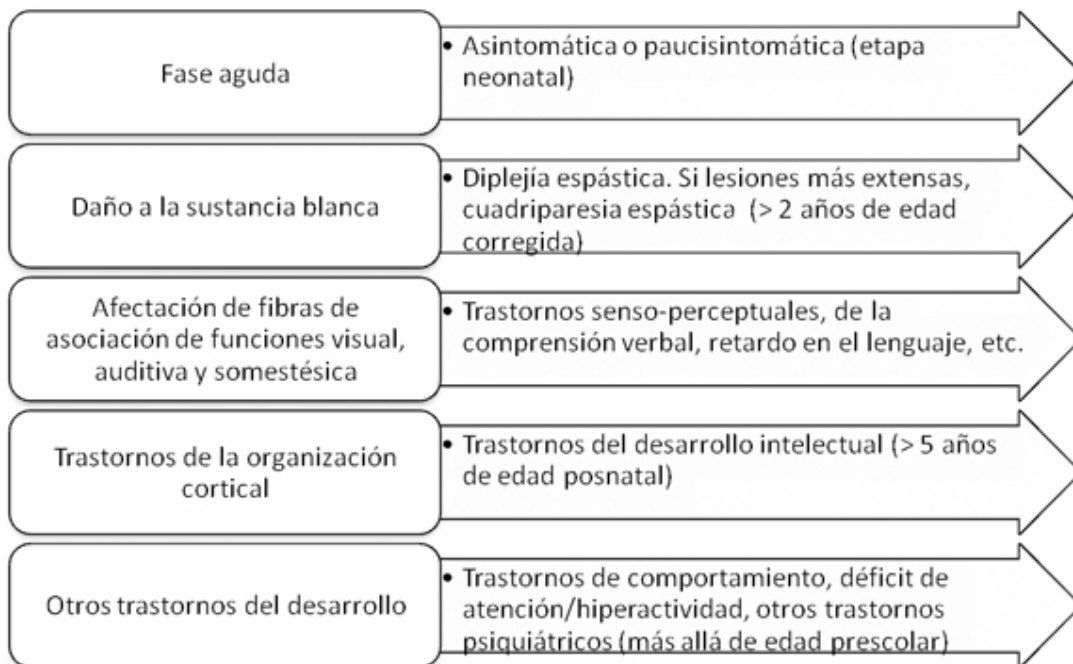 Fase aguda
• Asintomática o paucisintomática (etapa
neonatal)
Daño a la sustancia blanca
• Diplejía espástica. Si lesiones más extensas,
cuadriparesia espástica (> 2 años de edad
corregida)
Afectación de fibras de
asociación de funciones visual,
auditiva y somestésica
• Trastornos senso-perceptuales, de la
comprensión verbal, retardo en el lenguaje, etc.
Trastornos de la organización
cortical
• Trastornos del desarrollo intelectual (> 5 años
de edad posnatal)
Otros trastornos del desarrollo
• Trastornos de comportamiento, déficit de
atención/hiperactividad, otros trastornos
psiquiátricos (más allá de edad prescolar)